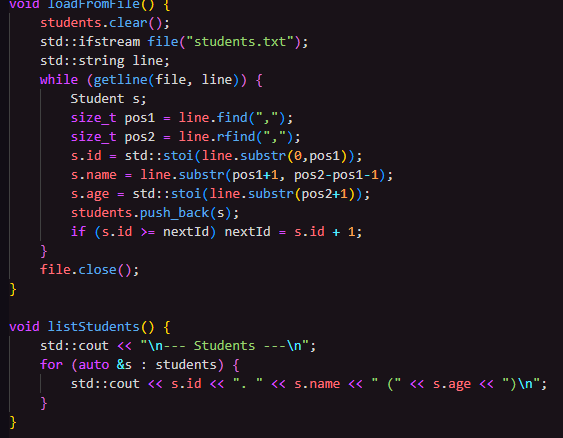 void loadFromFile() {
    students.clear();
    std::ifstream file("students.txt");
    std::string line;
    while (getline(file, line)) {
        Student s;
        size_t pos1 = line.find(",");
        size_t pos2 = line.rfind(",");
        s.id = std::stoi(line.substr(0,pos1));
        s.name = line.substr(pos1+1, pos2-pos1-1);
        s.age = std::stoi(line.substr(pos2+1));
        students.push_back(s);
        if (s.id >= nextId) nextId = s.id + 1;
    }
    file.close();
}

void listStudents() {
    std::cout << "\n--- Students ---\n";
    for (auto &s : students) {
        std::cout << s.id << ". " << s.name << " (" << s.age << ")\n";
    }
}